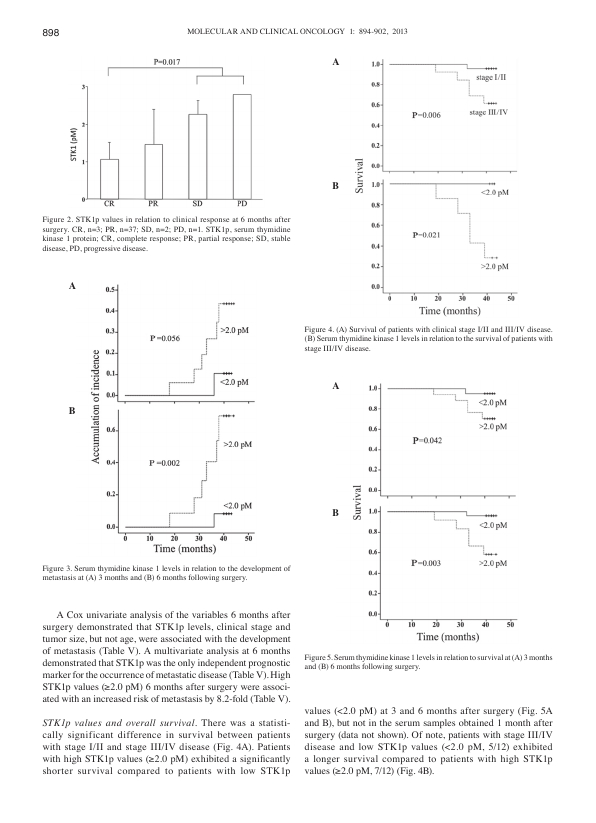 898
MOLECULAR AND CLINICAL ONCOLOGY 1: 894-902, 2013
P=0.017
STK1 (pM)
3
2
1
0
CR PR SD PD
Figure 2. STK1p values in relation to clinical response at 6 months after
surgery. CR, n=3; PR, n=37; SD, n=2; PD, n=1. STK1p, serum thymidine
kinase 1 protein; CR, complete response; PR, partial response; SD, stable
disease, PD, progressive disease.
A
0.5
0.4
0.3
0.2
0.1
0.0
P =0.056
>2.0 pM
<2.0 pM
Accumulation of incidence
B
0.6
0.4
0.2
0.0
>2.0 pM
P =0.002
<2.0 pM
0 10 20 30 40 50
Time (months)
Figure 3. Serum thymidine kinase 1 levels in relation to the development of
metastasis at (A) 3 months and (B) 6 months following surgery.
A Cox univariate analysis of the variables 6 months after
surgery demonstrated that STK1p levels, clinical stage and
tumor size, but not age, were associated with the development
of metastasis (Table V). A multivariate analysis at 6 months
demonstrated that STK1p was the only independent prognostic
marker for the occurrence of metastatic disease (Table V). High
STK1p values (≥2.0 pM) 6 months after surgery were associ-
ated with an increased risk of metastasis by 8.2-fold (Table V).
STK1p values and overall survival. There was a statisti-
cally significant difference in survival between patients
with stage I/II and stage III/IV disease (Fig. 4A). Patients
with high STK1p values (≥2.0 pM) exhibited a significantly
shorter survival compared to patients with low STK1p
A
1.0
0.8
0.6
0.4
0.2
0.0
stage I/II
stage III/IV
P=0.006
Survival
B
1.0
0.8
0.6
0.4
0.2
0.0
<2.0 pM
P=0.021
>2.0 pM
0 10 20 30 40 50
Time (months)
Figure 4. (A) Survival of patients with clinical stage I/II and III/IV disease.
(B) Serum thymidine kinase 1 levels in relation to the survival of patients with
stage III/IV disease.
A
1.0
0.8
0.6
0.4
0.2
0.0
<2.0 pM
>2.0 pM
P=0.042
Survival
B
1.0
0.8
0.6
0.4
0.2
0.0
<2.0 pM
>2.0 pM
P=0.003
0 10 20 30 40 50
Time (months)
Figure 5. Serum thymidine kinase 1 levels in relation to survival at (A) 3 months
and (B) 6 months following surgery.
values (<2.0 pM) at 3 and 6 months after surgery (Fig. 5A
and B), but not in the serum samples obtained 1 month after
surgery (data not shown). Of note, patients with stage III/IV
disease and low STK1p values (<2.0 pM, 5/12) exhibited
a longer survival compared to patients with high STK1p
values (≥2.0 pM, 7/12) (Fig. 4B).